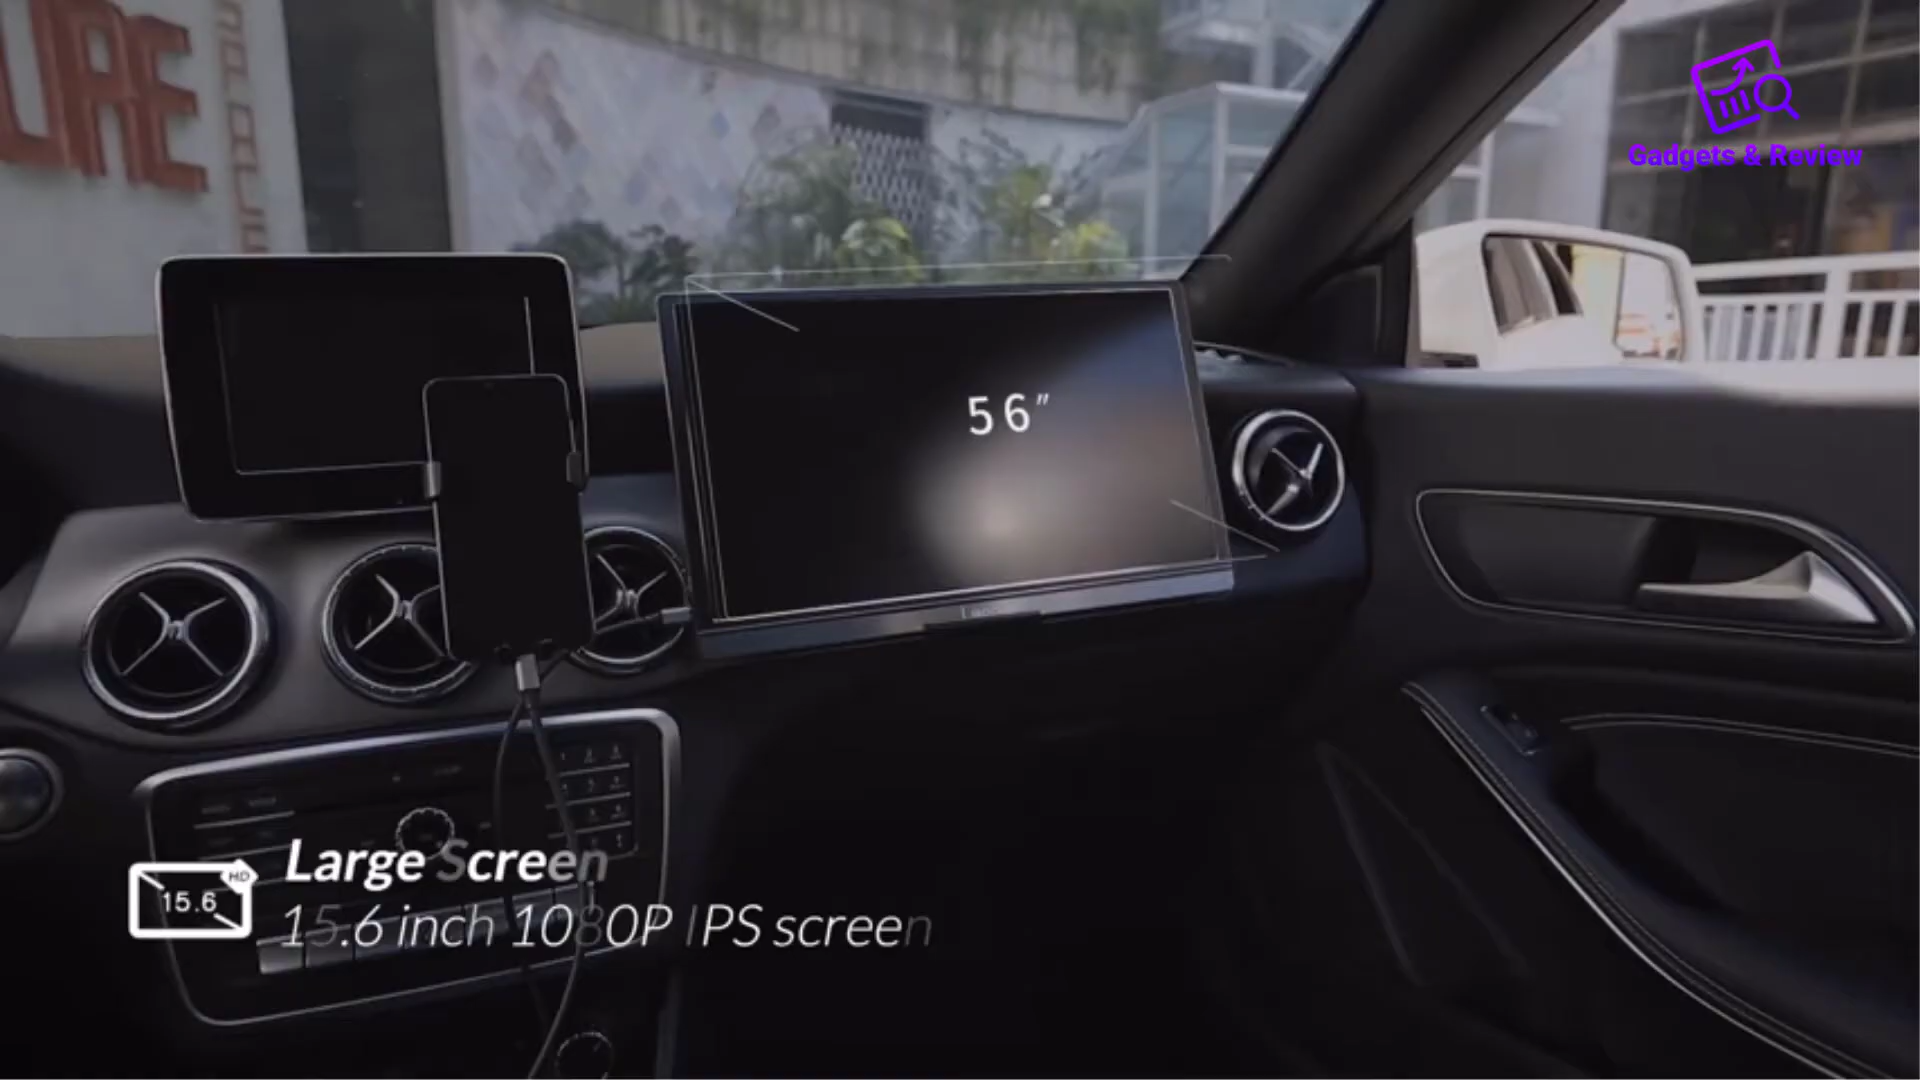 Gadgets & Review
56"
HD
15.6
Large Screen
15.6 inch 1080P IPS screen